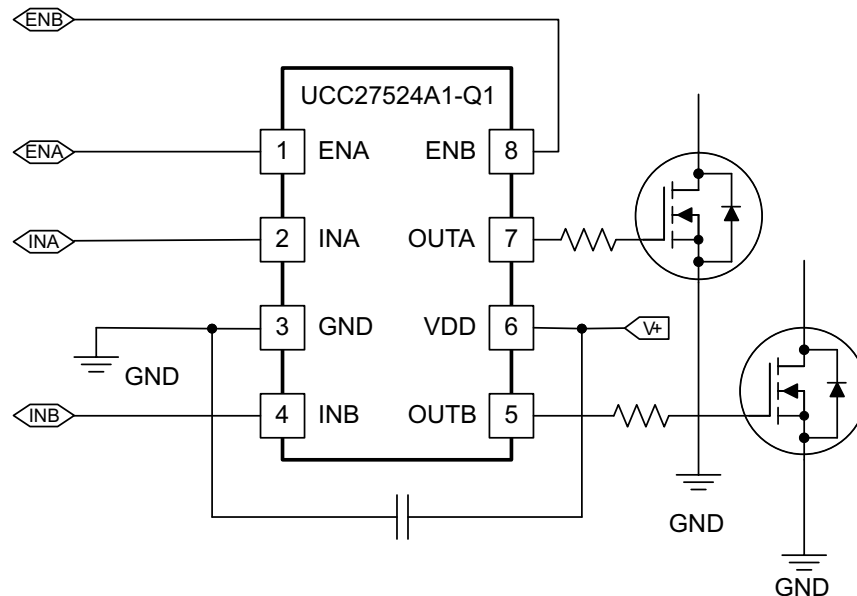 ENB
UCC27524A1-Q1
ENA 1 ENA ENB 8
INA 2 INA OUTA 7
3 GND VDD 6 V+
GND
INB 4 INB OUTB 5
GND
GND